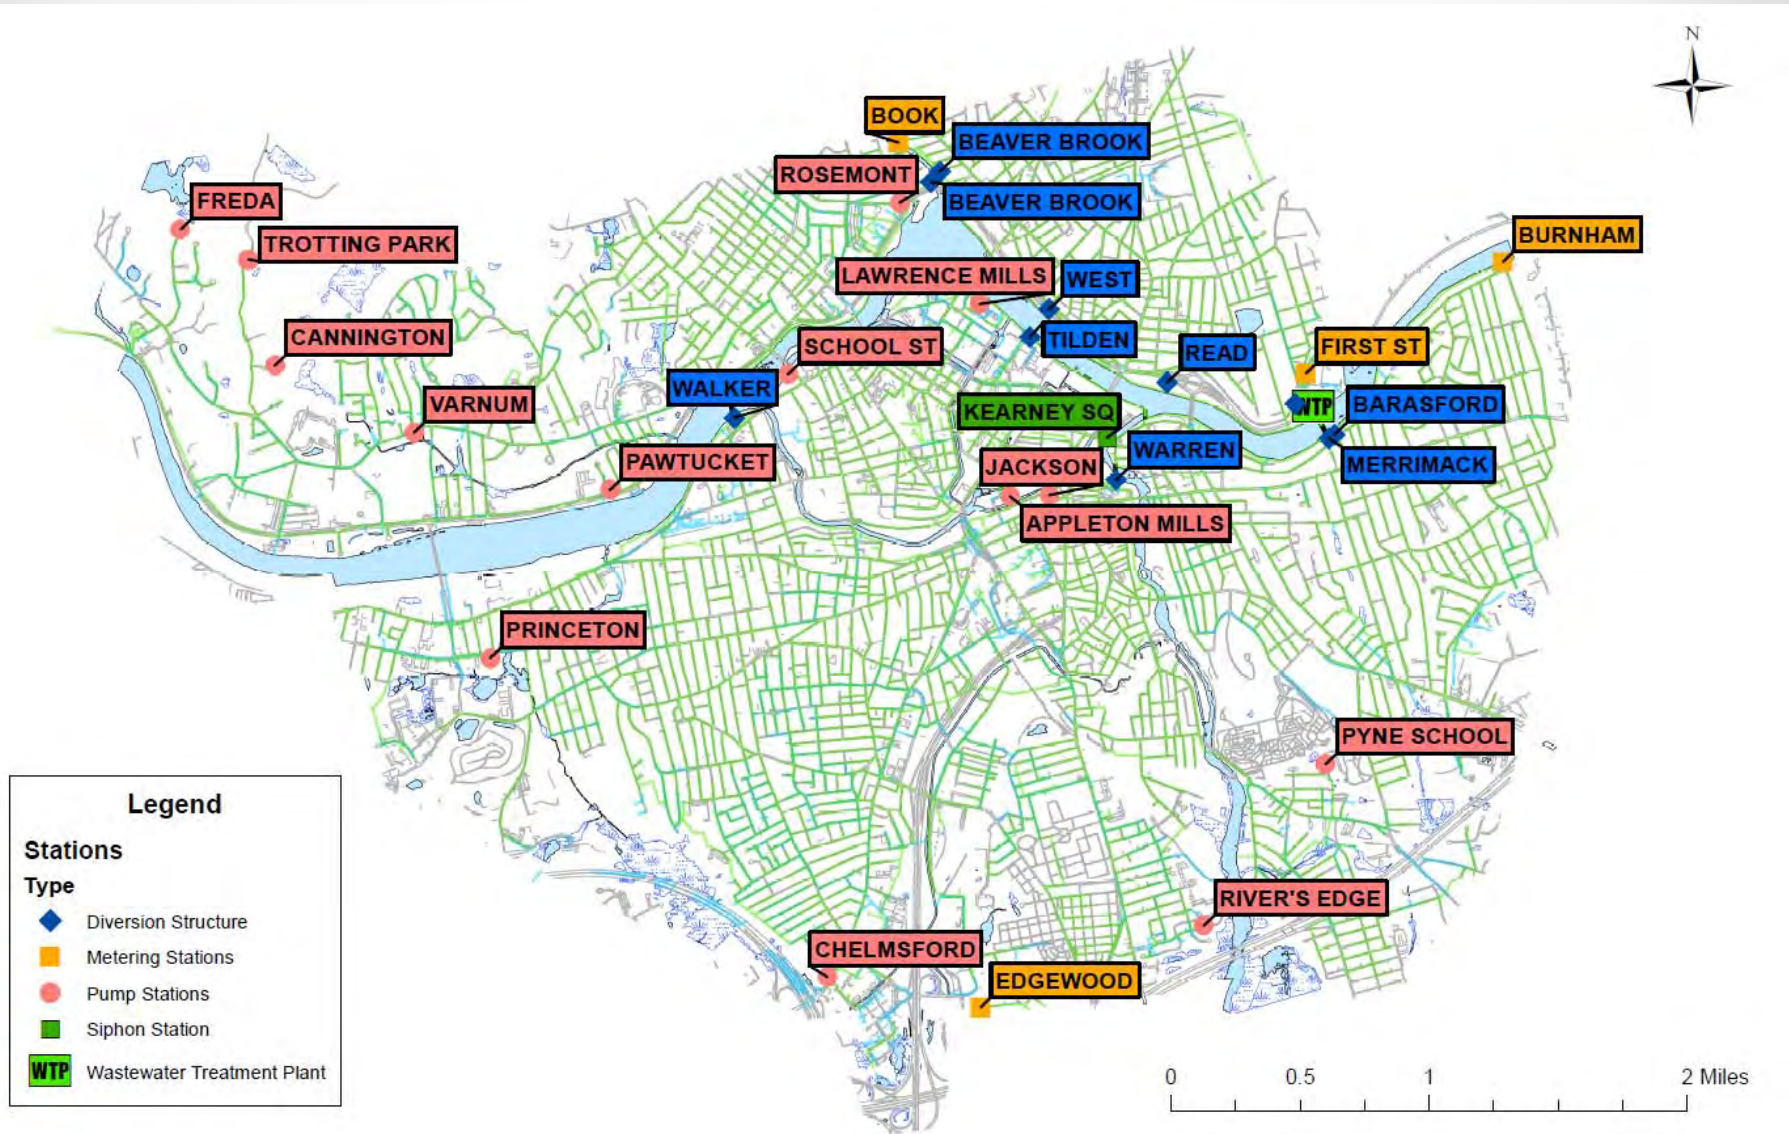 N
BOOK
BEAVER BROOK
ROSEMONT
BEAVER BROOK
FREDA
TROTTING PARK
BURNHAM
LAWRENCE MILLS
WEST
CANNINGTON
SCHOOL ST
TILDEN
READ
FIRST ST
WALKER
VARNUM
KEARNEY SQ
WTP
BARASFORD
PAWTUCKET
JACKSON
WARREN
MERRIMACK
APPLETON MILLS
PRINCETON
PYNE SCHOOL
RIVER'S EDGE
CHELMSFORD
EDGEWOOD
Legend
Stations
Type
Diversion Structure
Metering Stations
Pump Stations
Siphon Station
WTP Wastewater Treatment Plant
0 0.5 1 2 Miles